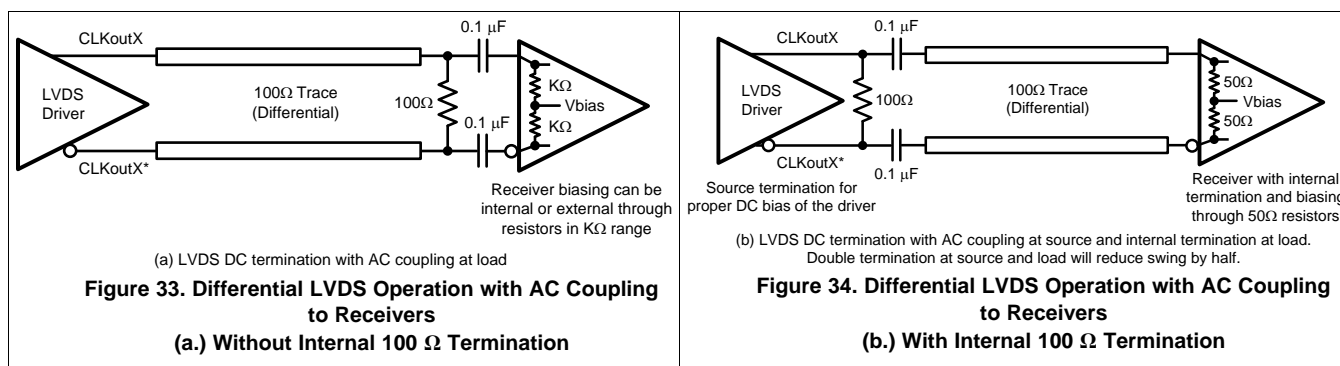 CLKoutX
0.1 µF
LVDS
Driver
100Ω Trace
(Differential)
100Ω
0.1 µF
KΩ
Vbias
KΩ
CLKoutX*
Receiver biasing can be
internal or external through
resistors in KΩ range
(a) LVDS DC termination with AC coupling at load
Figure 33. Differential LVDS Operation with AC Coupling
to Receivers
(a.) Without Internal 100 Ω Termination
CLKoutX
0.1 µF
LVDS
Driver
100Ω
100Ω Trace
(Differential)
50Ω
Vbias
50Ω
CLKoutX*
0.1 µF
Source termination for
proper DC bias of the driver
Receiver with internal
termination and biasing
through 50Ω resistors
(b) LVDS DC termination with AC coupling at source and internal termination at load.
Double termination at source and load will reduce swing by half.
Figure 34. Differential LVDS Operation with AC Coupling
to Receivers
(b.) With Internal 100 Ω Termination